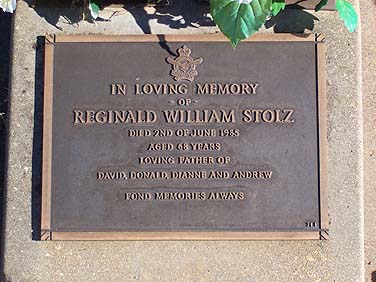 IN LOVING MEMORY
~OF~
REGINALD WILLIAM STOLZ
DIED 2ND OF JUNE 1985
AGED 68 YEARS
LOVING FATHER OF
DAVID, DONALD, DIANNE AND ANDREW
FOND MEMORIES ALWAYS